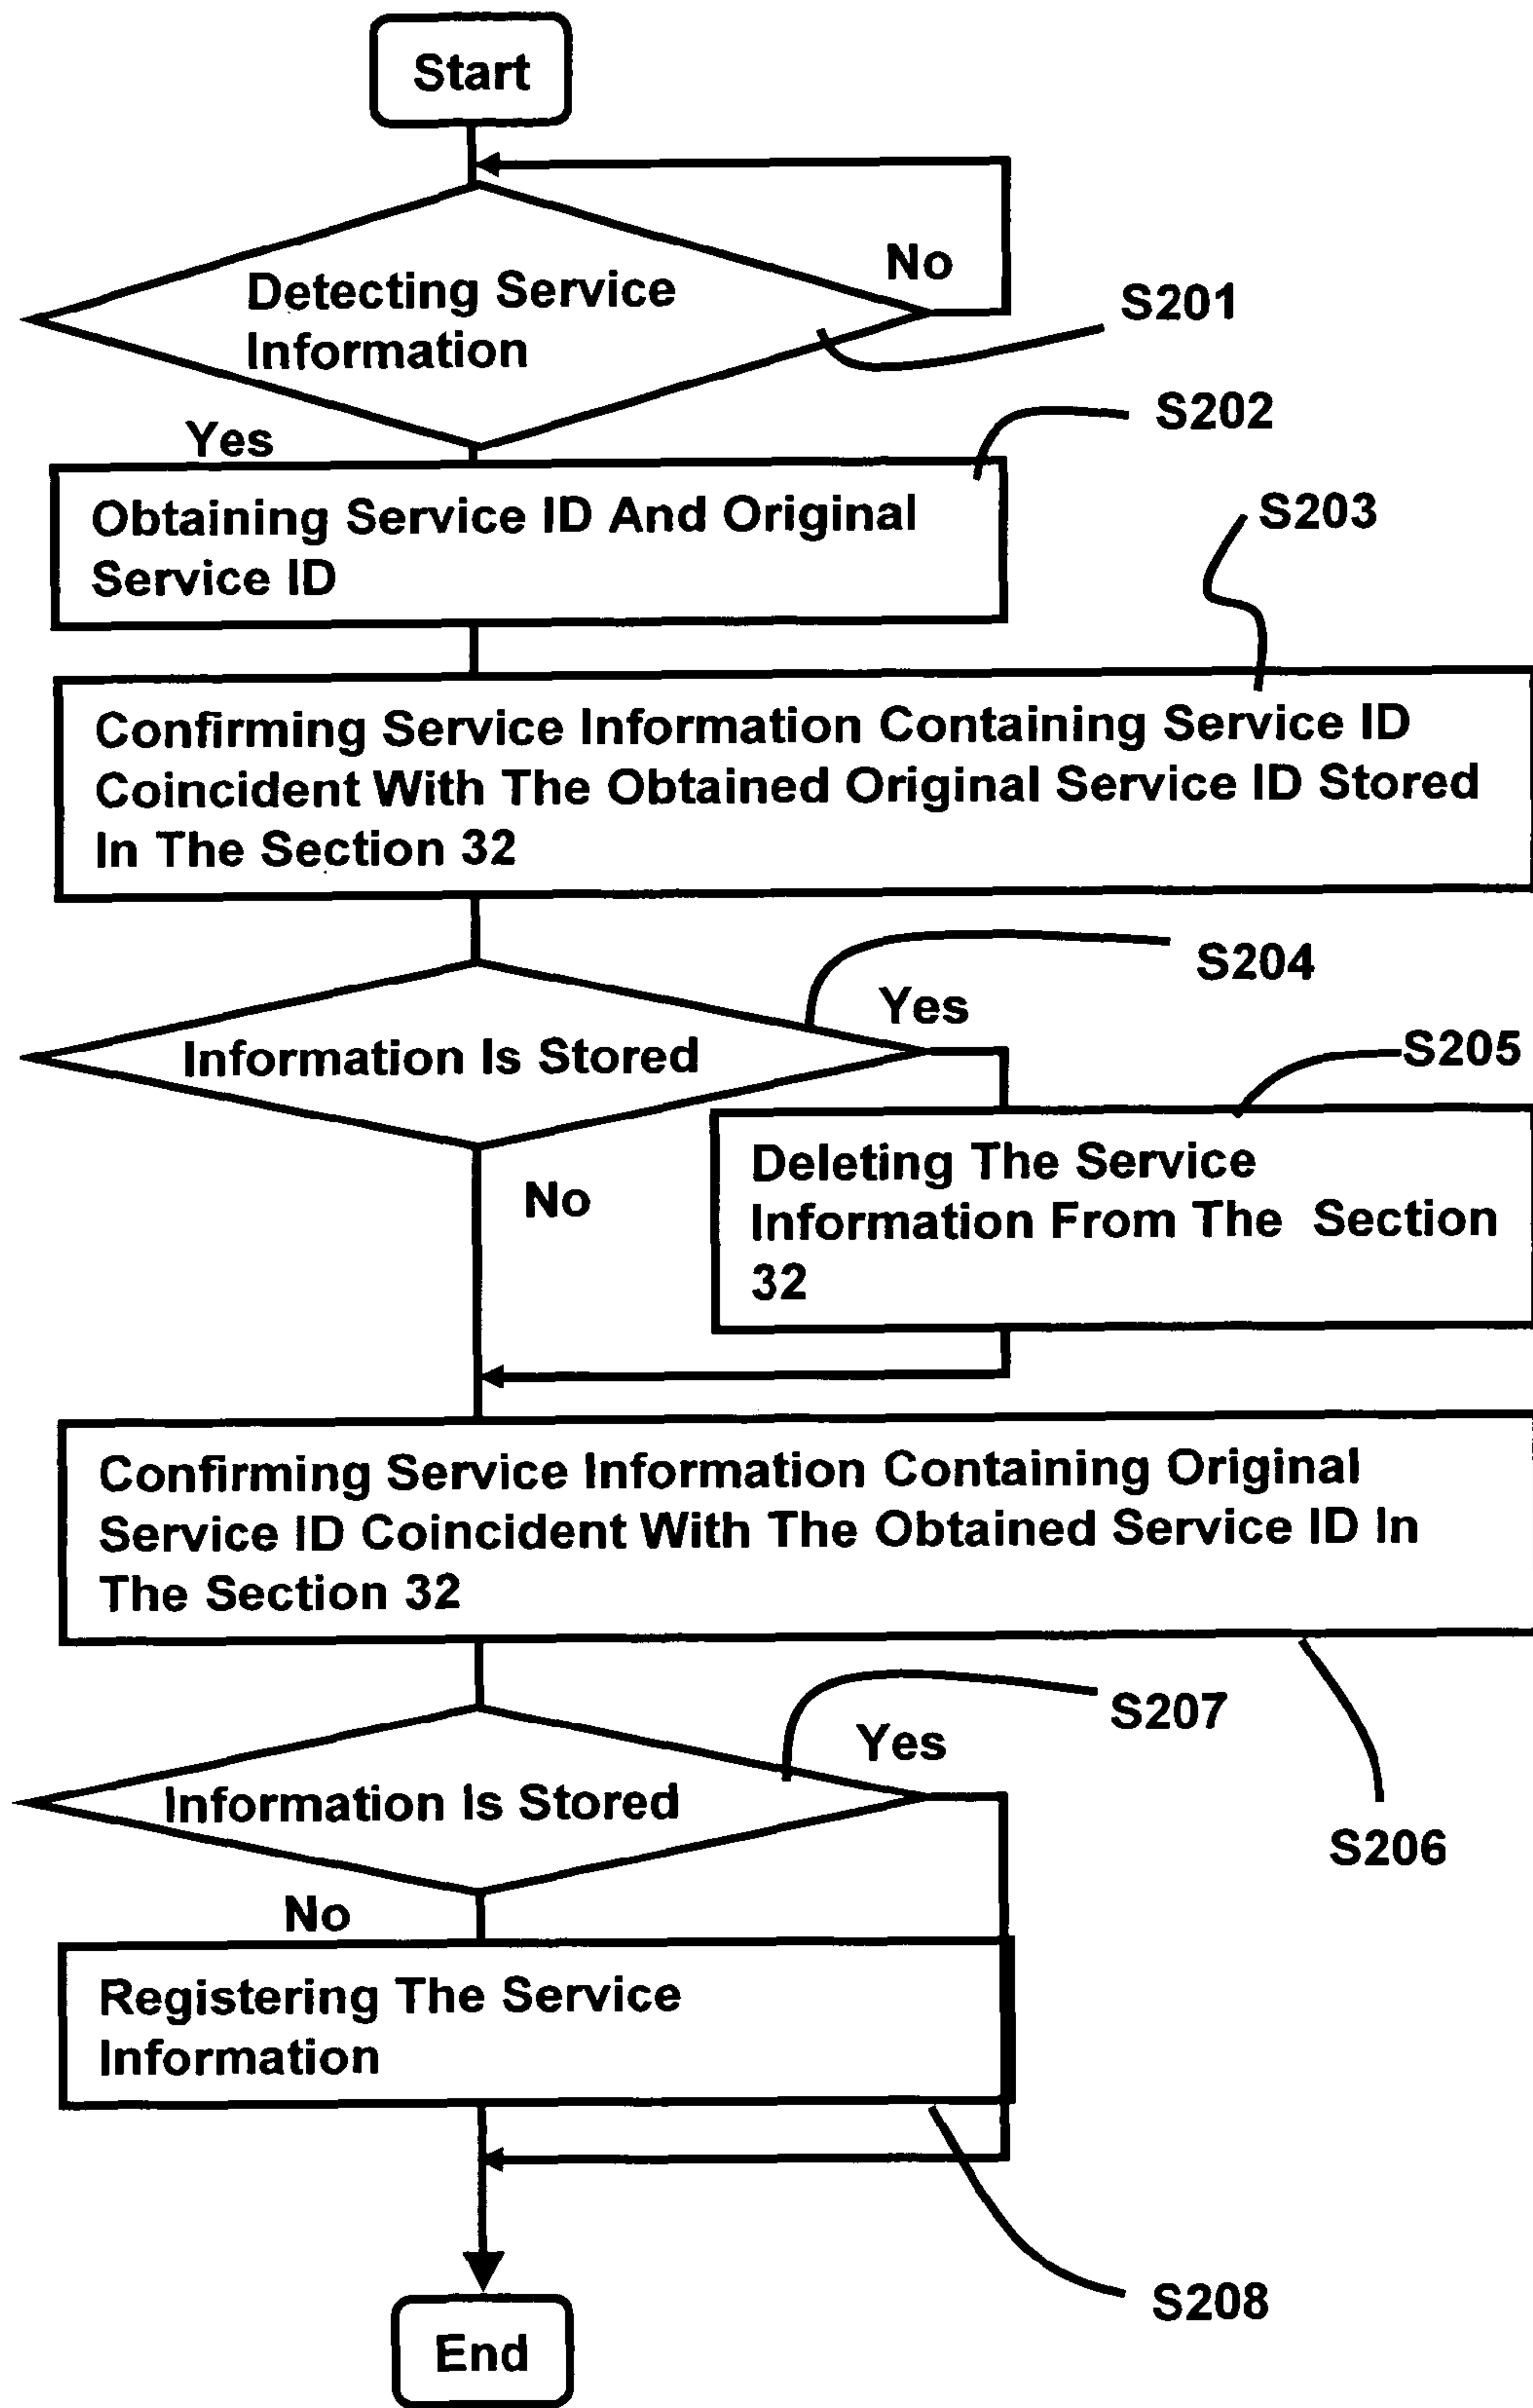 Start
No
Detecting Service
Information
S201
S202
Yes
Obtaining Service ID And Original
Service ID
S203
Confirming Service Information Containing Service ID
Coincident With The Obtained Original Service ID Stored
In The Section 32
S204
Yes
Information Is Stored
S205
Deleting The Service
Information From The Section
32
No
Confirming Service Information Containing Original
Service ID Coincident With The Obtained Service ID In
The Section 32
S207
Yes
Information Is Stored
S206
No
Registering The Service
Information
S208
End